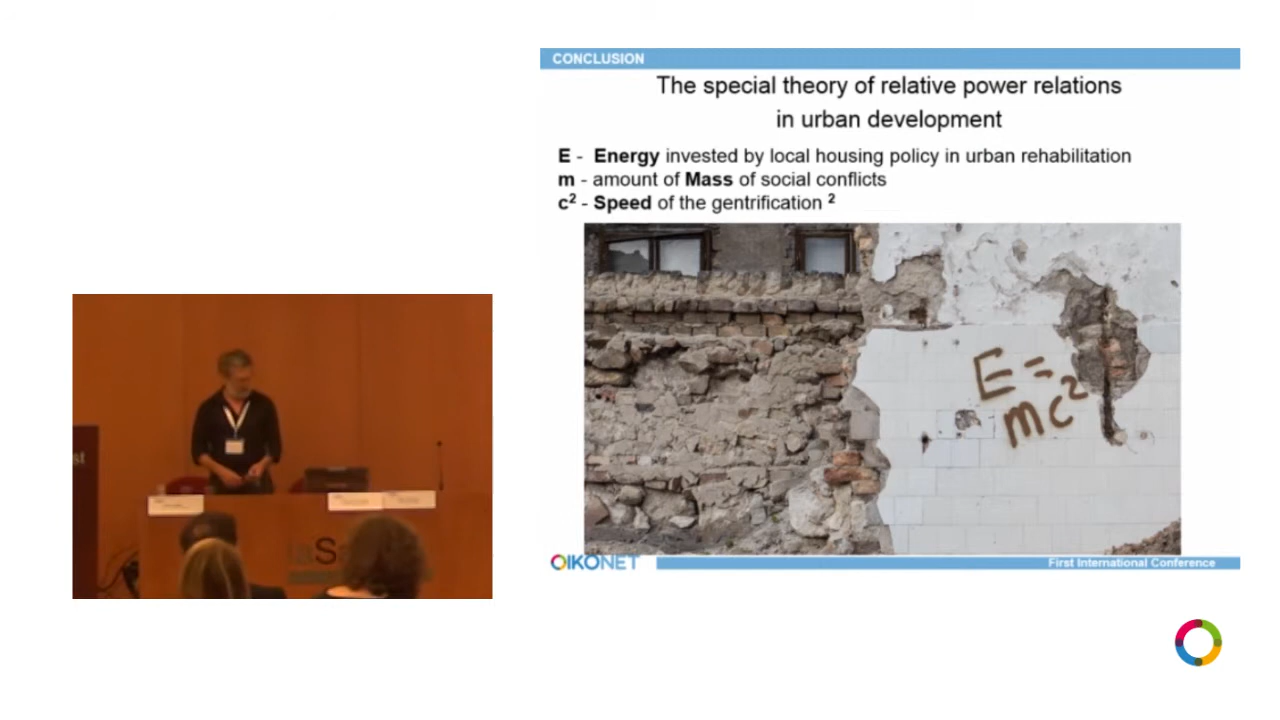 CONCLUSION
The special theory of relative power relations
in urban development
E - Energy invested by local housing policy in urban rehabilitation
m - amount of Mass of social conflicts
c² - Speed of the gentrification ²
E =
mc²
OIKONET
First International Conference
st